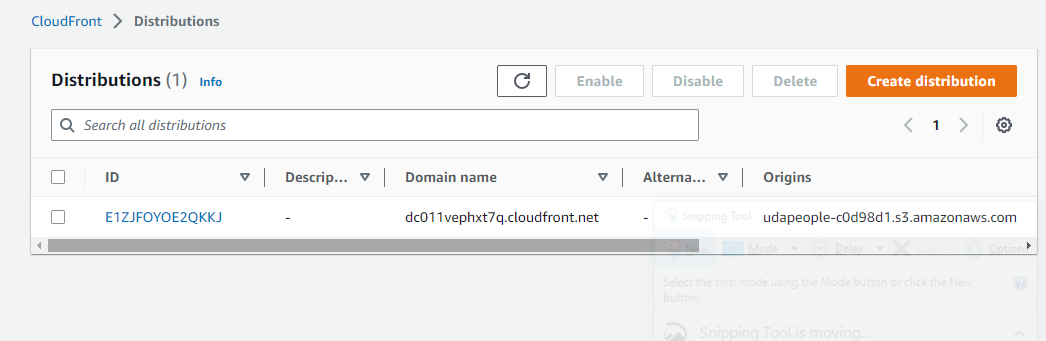 CloudFront > Distributions
Distributions (1) Info
Enable Disable Delete Create distribution
Search all distributions
1
ID Descrip... Domain name Alterna... Origins
E1ZJFOYOE2QKKJ - dc011vephxt7q.cloudfront.net - udapeople-c0d98d1.s3.amazonaws.com
Snipping Tool
New Mode Delay Cancel Options
Select the snip mode using the Mode button or click the New
button.
Snipping Tool is moving...